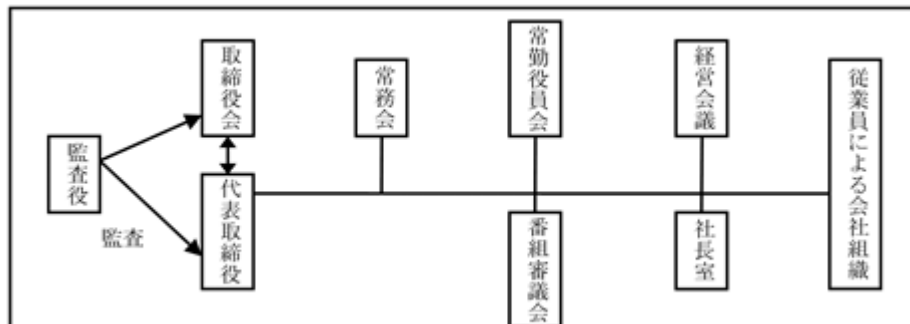 監査役
監査
取締役会
代表取締役
常務会
常勤役員会
番組審議会
経営会議
社長室
従業員による会社組織